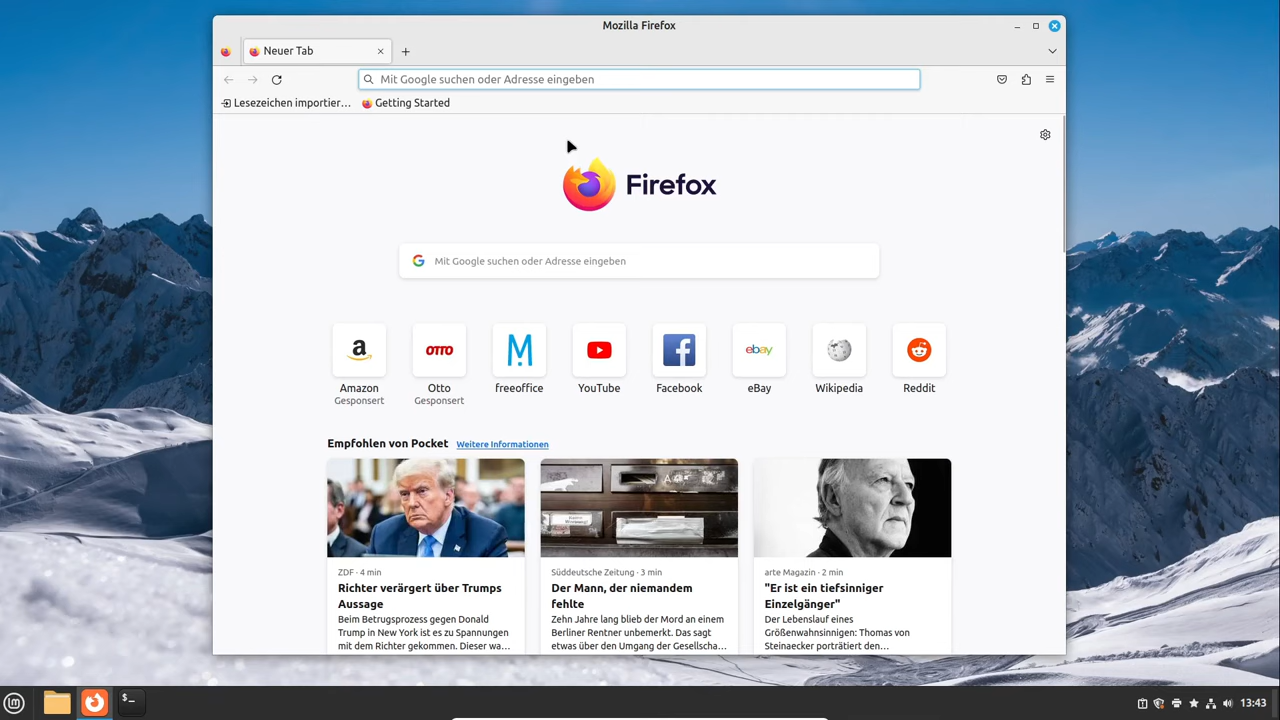 Mozilla Firefox
Neuer Tab
Mit Google suchen oder Adresse eingeben
Lesezeichen importier… Getting Started
Firefox
Mit Google suchen oder Adresse eingeben
a OTTO M ebay
Amazon Otto freeoffice YouTube Facebook eBay Wikipedia Reddit
Gesponsert Gesponsert
Empfohlen von Pocket Weitere Informationen
ZDF · 4 min
Richter verärgert über Trumps
Aussage
Beim Betrugsprozess gegen Donald
Trump in New York ist es zu Spannungen
mit dem Richter gekommen. Dieser wa…
Süddeutsche Zeitung · 3 min
Der Mann, der niemandem
fehlte
Zehn Jahre lang blieb der Mord an einem
Berliner Rentner unbemerkt. Das sagt
etwas über den Umgang der Gesellscha…
arte Magazin · 2 min
"Er ist ein tiefsinniger
Einzelgänger"
Der Lebenslauf eines
Größenwahnsinnigen: Thomas von
Steinaecker porträtiert den…
13:43